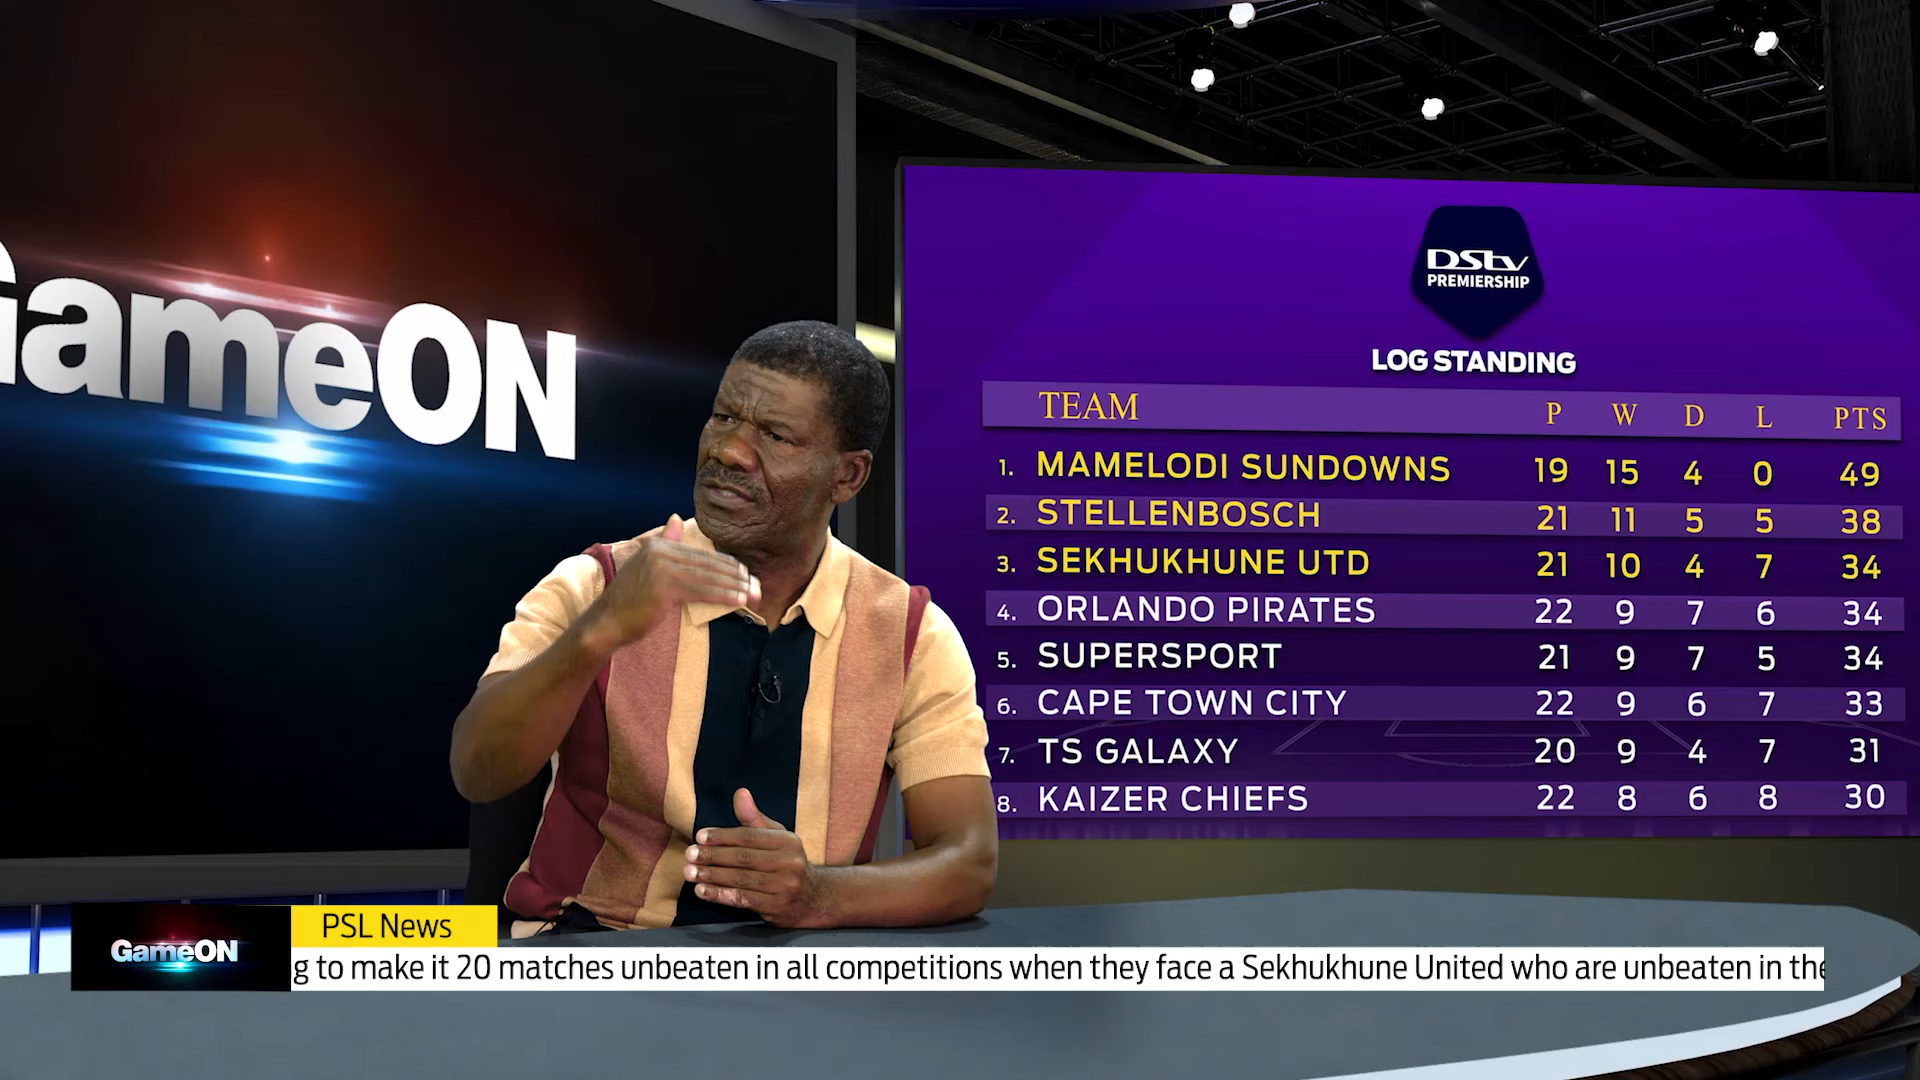 GameON
DStv
PREMIERSHIP
LOG STANDING
TEAM P W D L PTS
1. MAMELODI SUNDOWNS 19 15 4 0 49
2. STELLENBOSCH 21 11 5 5 38
3. SEKHUKHUNE UTD 21 10 4 7 34
4. ORLANDO PIRATES 22 9 7 6 34
5. SUPERSPORT 21 9 7 5 34
6. CAPE TOWN CITY 22 9 6 7 33
7. TS GALAXY 20 9 4 7 31
8. KAIZER CHIEFS 22 8 6 8 30
PSL News
GameON
g to make it 20 matches unbeaten in all competitions when they face a Sekhukhune United who are unbeaten in the